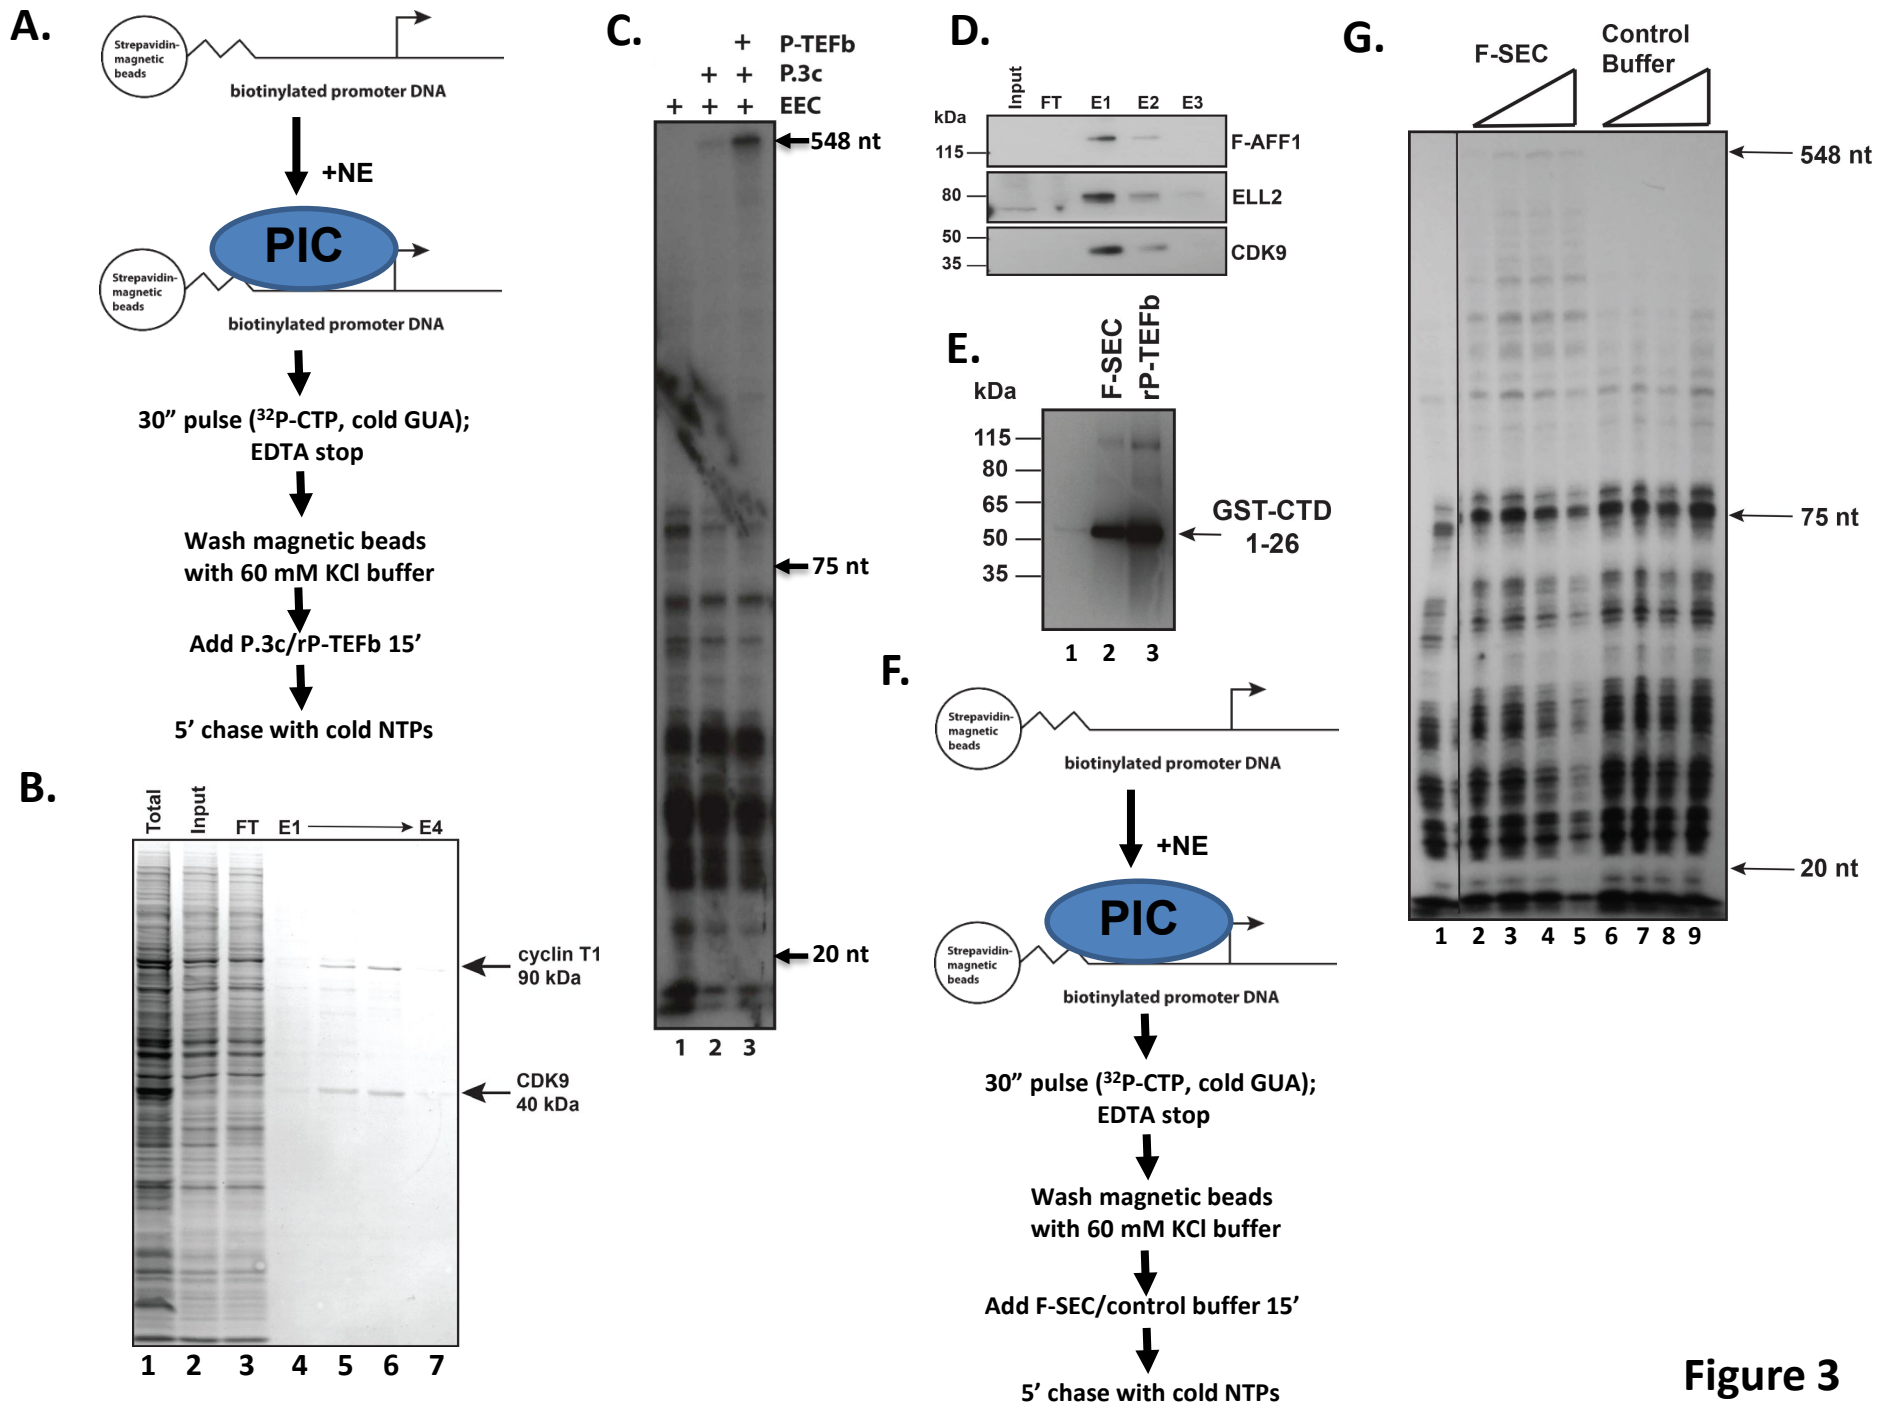 A.
Strepavidin-
magnetic
beads
biotinylated promoter DNA
+NE
PIC
Strepavidin-
magnetic
beads
biotinylated promoter DNA
30” pulse (32P-CTP, cold GUA);
EDTA stop
Wash magnetic beads
with 60 mM KCl buffer
Add P.3c/rP-TEFb 15’
5’ chase with cold NTPs
B.
Total Input FT E1 E4
cyclin T1
90 kDa
CDK9
40 kDa
1 2 3 4 5 6 7
C.
+ P-TEFb
+ + P.3c
+ + + EEC
548 nt
75 nt
20 nt
1 2 3
D.
Input FT E1 E2 E3
kDa
115 F-AFF1
80 ELL2
50
35 CDK9
E.
F-SEC rP-TEFb
kDa
115
80
65
50
35
GST-CTD
1-26
1 2 3
F.
Strepavidin-
magnetic
beads
biotinylated promoter DNA
+NE
PIC
Strepavidin-
magnetic
beads
biotinylated promoter DNA
30” pulse (32P-CTP, cold GUA);
EDTA stop
Wash magnetic beads
with 60 mM KCl buffer
Add F-SEC/control buffer 15’
5’ chase with cold NTPs
G.
F-SEC
Control
Buffer
548 nt
75 nt
20 nt
1 2 3 4 5 6 7 8 9
Figure 3